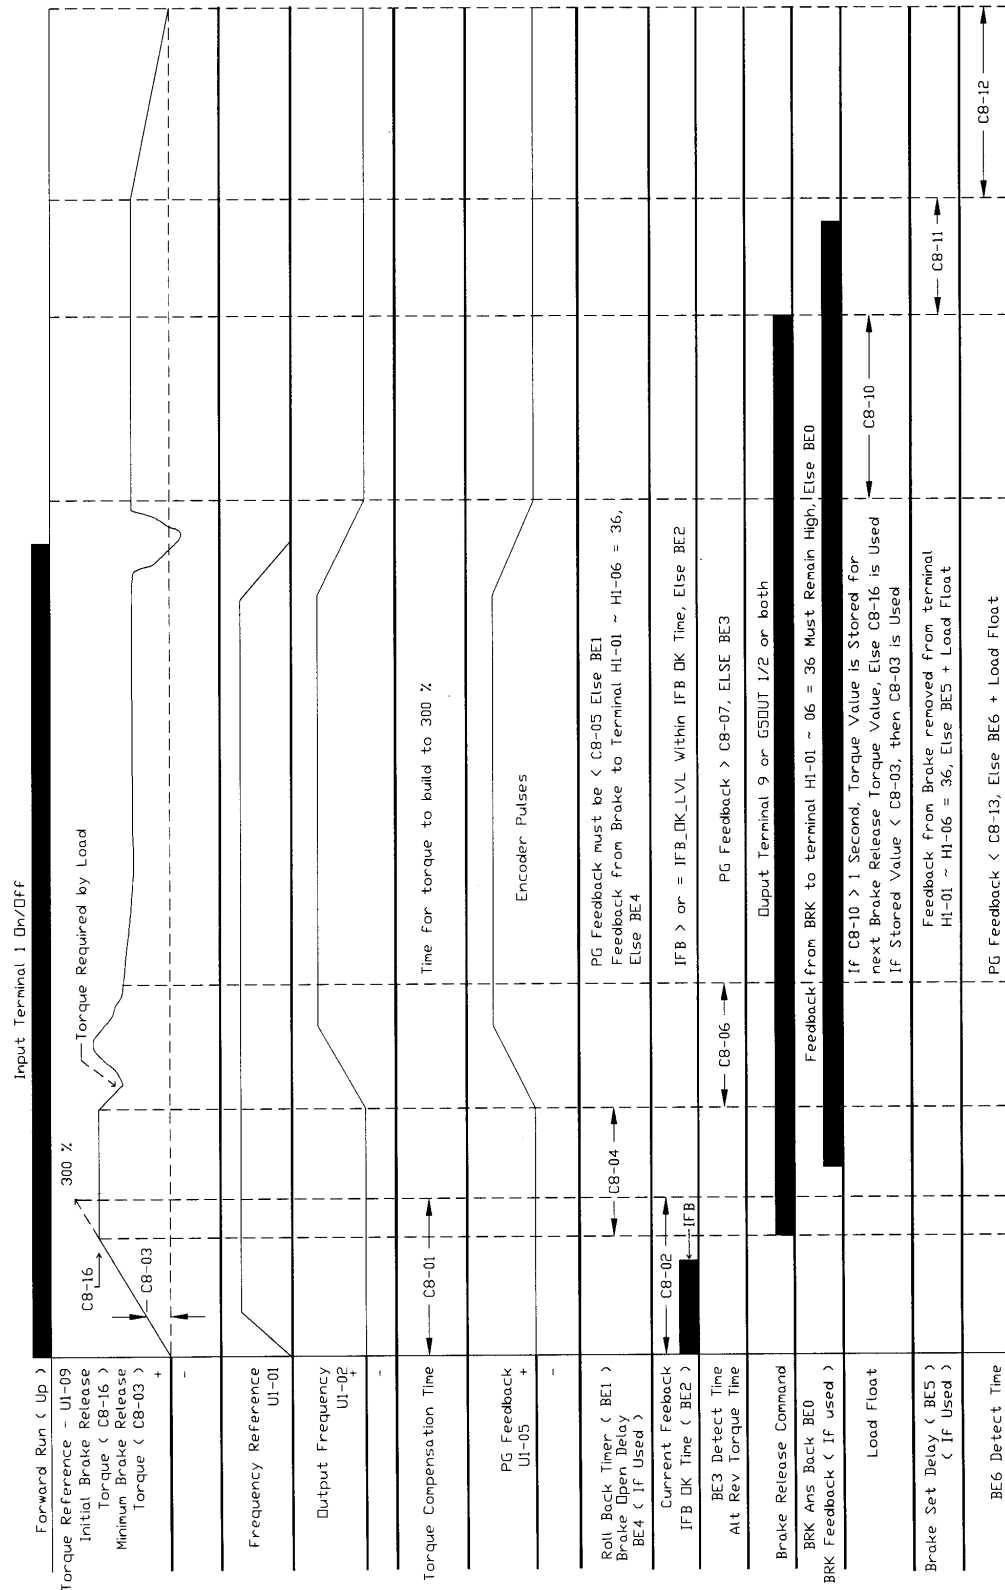 Input Terminal 1 On/Off
Forward Run ( Up )
Torque Reference - U1-09
Initial Brake Release
Torque ( C8-16 )
Minimum Brake Release
Torque ( C8-03 )
+
-
C8-16
C8-03
300 %
Torque Required by Load
Frequency Reference
U1-01
Output Frequency
U1-02
+
-
Torque Compensation Time
C8-01
Time for torque to build to 300 %
PG Feedback
U1-05
+
-
Encoder Pulses
Roll Back Timer ( BE1 )
Brake Open Delay
BE4 ( If Used )
C8-04
PG Feedback must be < C8-05 Else BE1
Feedback from Brake to Terminal H1-01 ~ H1-06 = 36,
Else BE4
Current Feeback
IFB OK Time ( BE2 )
C8-02
IFB
IFB > or = IFB_OK_LVL Within IFB OK Time, Else BE2
BE3 Detect Time
Alt Rev Torque Time
C8-06
PG Feedback > C8-07, ELSE BE3
Brake Release Command
Ouput Terminal 9 or G5OUT 1/2 or both
BRK Ans Back BE0
BRK Feedback ( If used )
Feedback from BRK to terminal H1-01 ~ 06 = 36 Must Remain High, Else BE0
Load Float
If C8-10 > 1 Second, Torque Value is Stored for
next Brake Release Torque Value, Else C8-16 is Used
If Stored Value < C8-03, then C8-03 is Used
C8-10
Brake Set Delay ( BE5 )
( If Used )
Feedback from Brake removed from terminal
H1-01 ~ H1-06 = 36, Else BE5 + Load Float
C8-11
BE6 Detect Time
PG Feedback < C8-13, Else BE6 + Load Float
C8-12